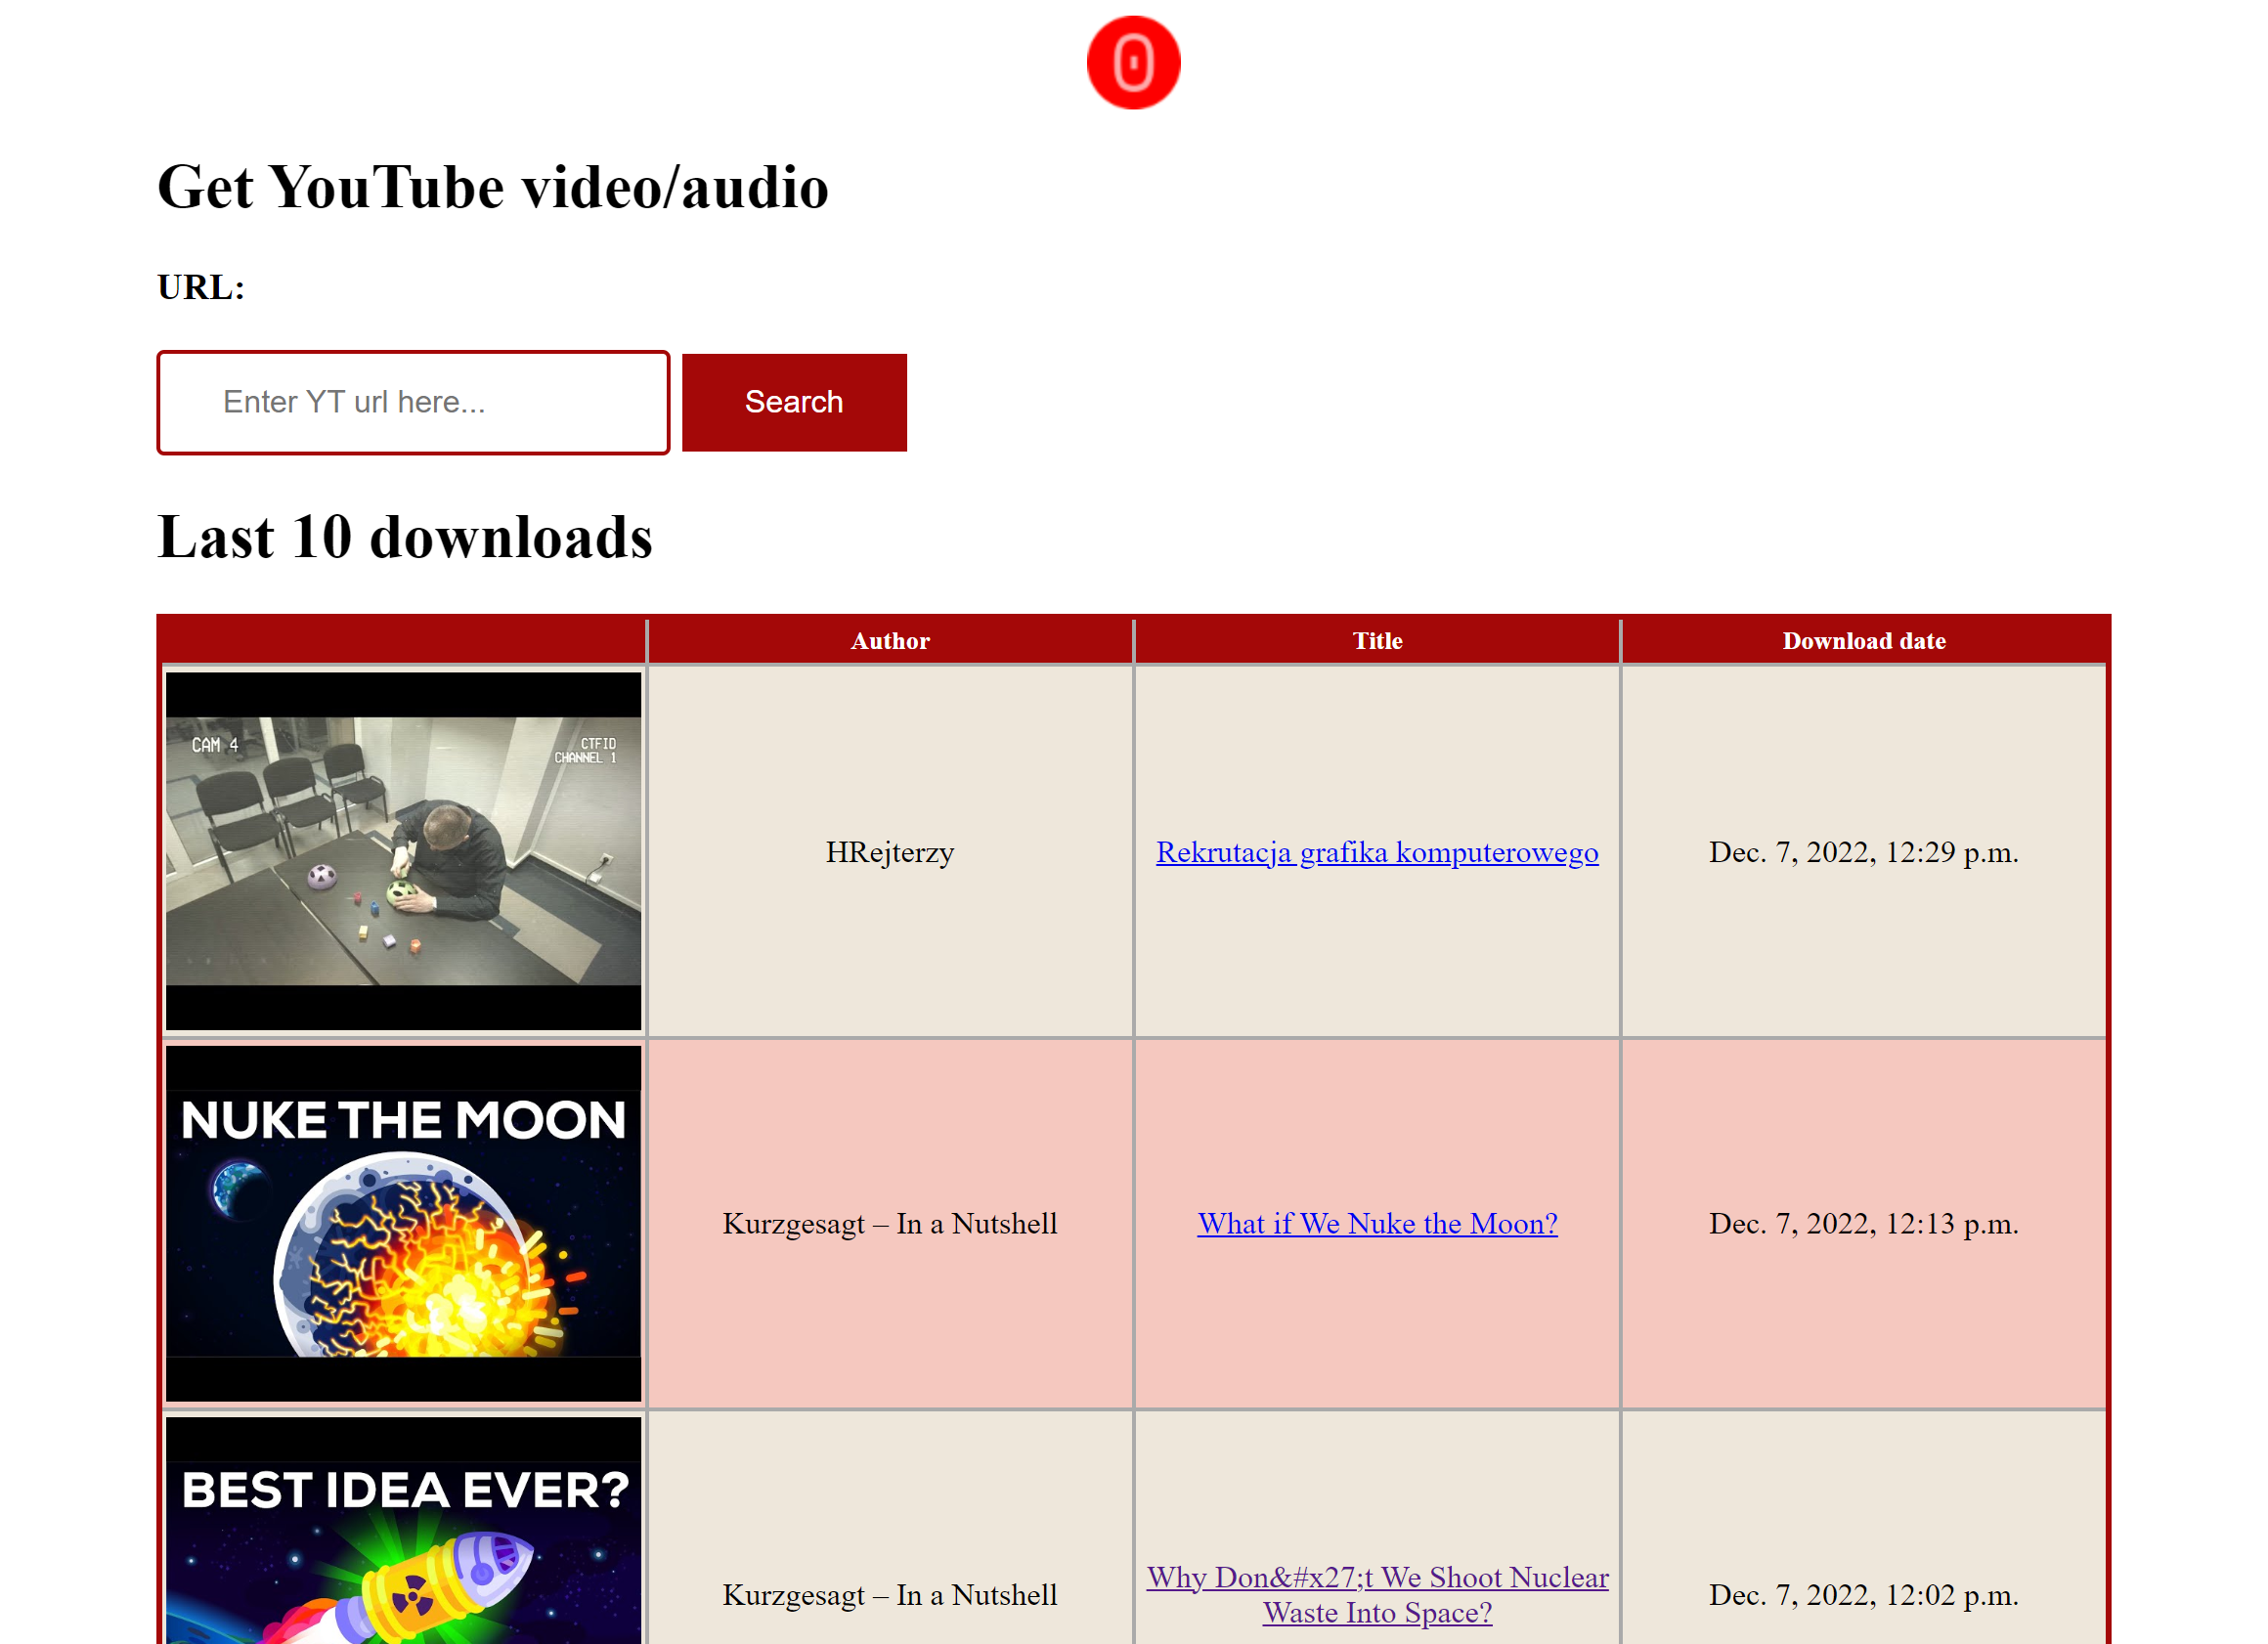 0
Get YouTube video/audio
URL:
Enter YT url here...
Search
Last 10 downloads
Author
Title
Download date
CAM 4
CTFID
CHANNEL 1
HRejterzy
Rekrutacja grafika komputerowego
Dec. 7, 2022, 12:29 p.m.
NUKE THE MOON
Kurzgesagt – In a Nutshell
What if We Nuke the Moon?
Dec. 7, 2022, 12:13 p.m.
BEST IDEA EVER?
Kurzgesagt – In a Nutshell
Why Don&#x27;t We Shoot Nuclear
Waste Into Space?
Dec. 7, 2022, 12:02 p.m.